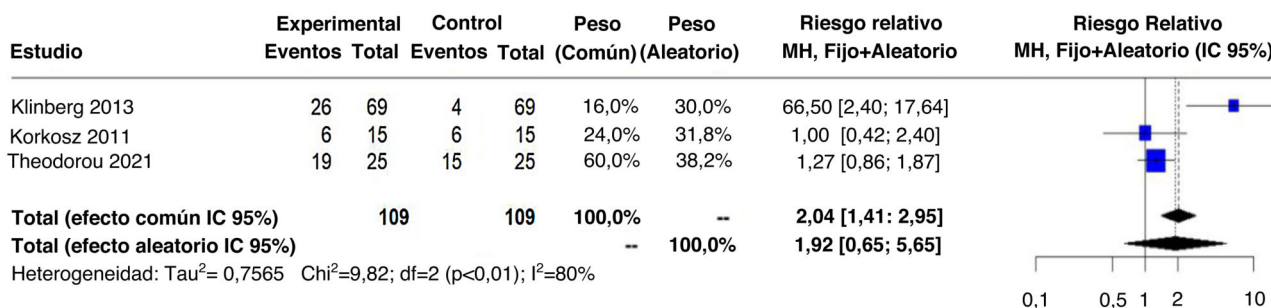 Experimental Control Peso Peso Riesgo relativo Riesgo Relativo
Estudio Eventos Total Eventos Total (Común) (Aleatorio) MH, Fijo+Aleatorio MH, Fijo+Aleatorio (IC 95%)
Klinberg 2013 26 69 4 69 16,0% 30,0% 66,50 [2,40; 17,64]
Korkosz 2011 6 15 6 15 24,0% 31,8% 1,00 [0,42; 2,40]
Theodorou 2021 19 25 15 25 60,0% 38,2% 1,27 [0,86; 1,87]
Total (efecto común IC 95%) 109 109 100,0% -- 2,04 [1,41: 2,95]
Total (efecto aleatorio IC 95%) -- 100,0% 1,92 [0,65; 5,65]
Heterogeneidad: Tau²= 0,7565 Chi²=9,82; df=2 (p<0,01); I²=80%
0,1 0,5 1 2 10